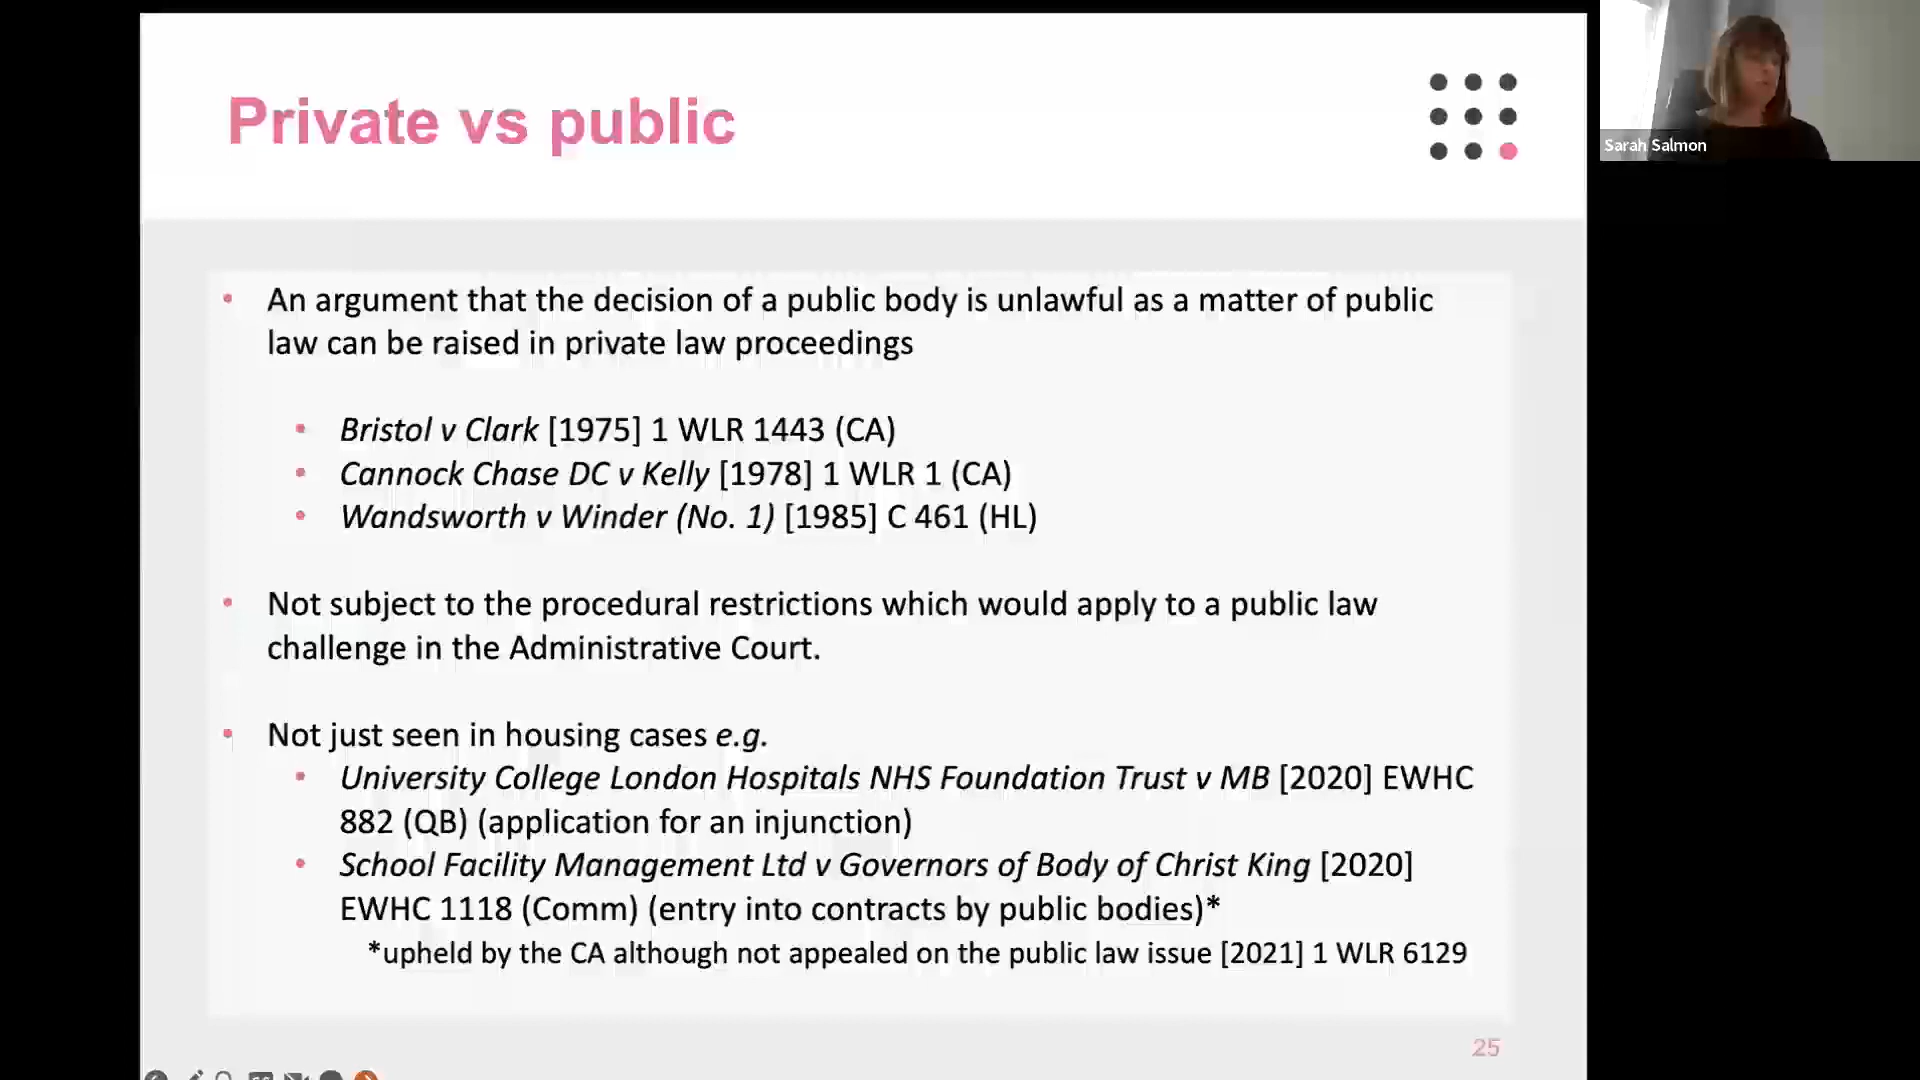 Private vs public
Sarah Salmon
• An argument that the decision of a public body is unlawful as a matter of public
law can be raised in private law proceedings
• Bristol v Clark [1975] 1 WLR 1443 (CA)
• Cannock Chase DC v Kelly [1978] 1 WLR 1 (CA)
• Wandsworth v Winder (No. 1) [1985] C 461 (HL)
• Not subject to the procedural restrictions which would apply to a public law
challenge in the Administrative Court.
• Not just seen in housing cases e.g.
• University College London Hospitals NHS Foundation Trust v MB [2020] EWHC
882 (QB) (application for an injunction)
• School Facility Management Ltd v Governors of Body of Christ King [2020]
EWHC 1118 (Comm) (entry into contracts by public bodies)*
*upheld by the CA although not appealed on the public law issue [2021] 1 WLR 6129
25